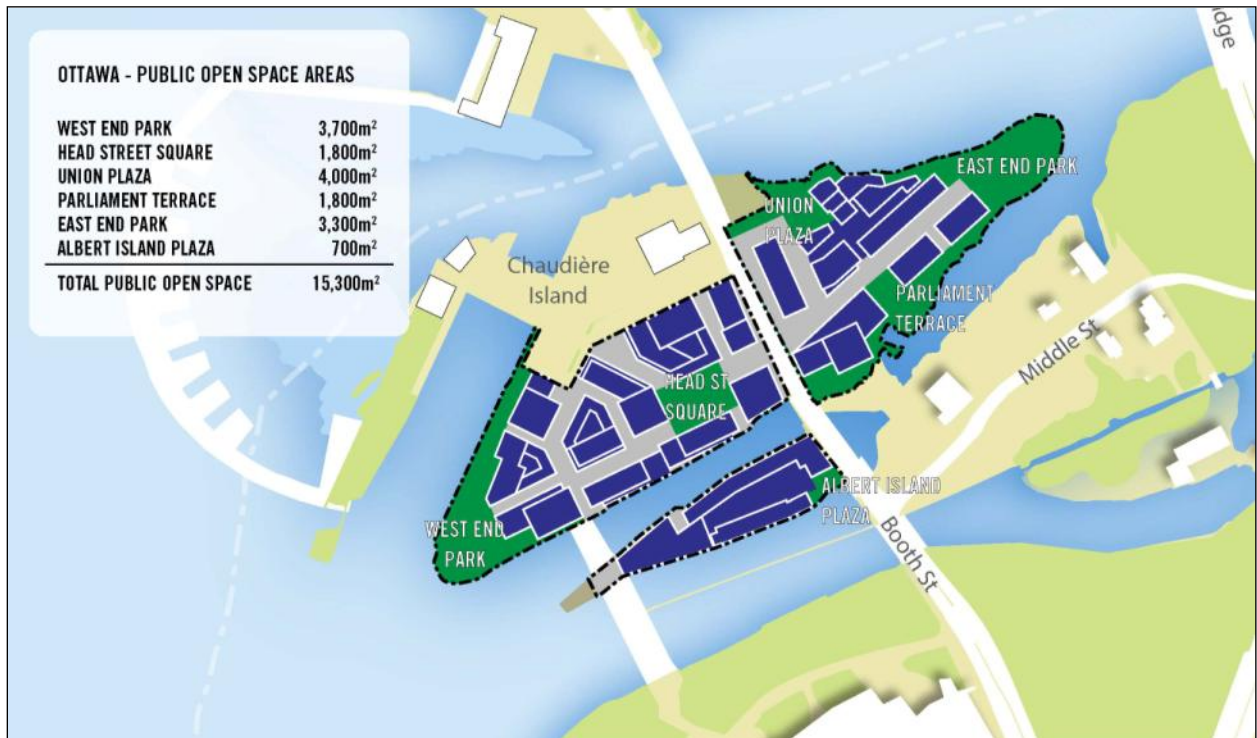 OTTAWA - PUBLIC OPEN SPACE AREAS
WEST END PARK 3,700m²
HEAD STREET SQUARE 1,800m²
UNION PLAZA 4,000m²
PARLIAMENT TERRACE 1,800m²
EAST END PARK 3,300m²
ALBERT ISLAND PLAZA 700m²
TOTAL PUBLIC OPEN SPACE 15,300m²
EAST END PARK
UNION
PLAZA
Chaudière
Island
PARLIAMENT
TERRACE
Middle St
HEAD ST
SQUARE
ALBERT ISLAND
PLAZA
WEST END
PARK
Booth St